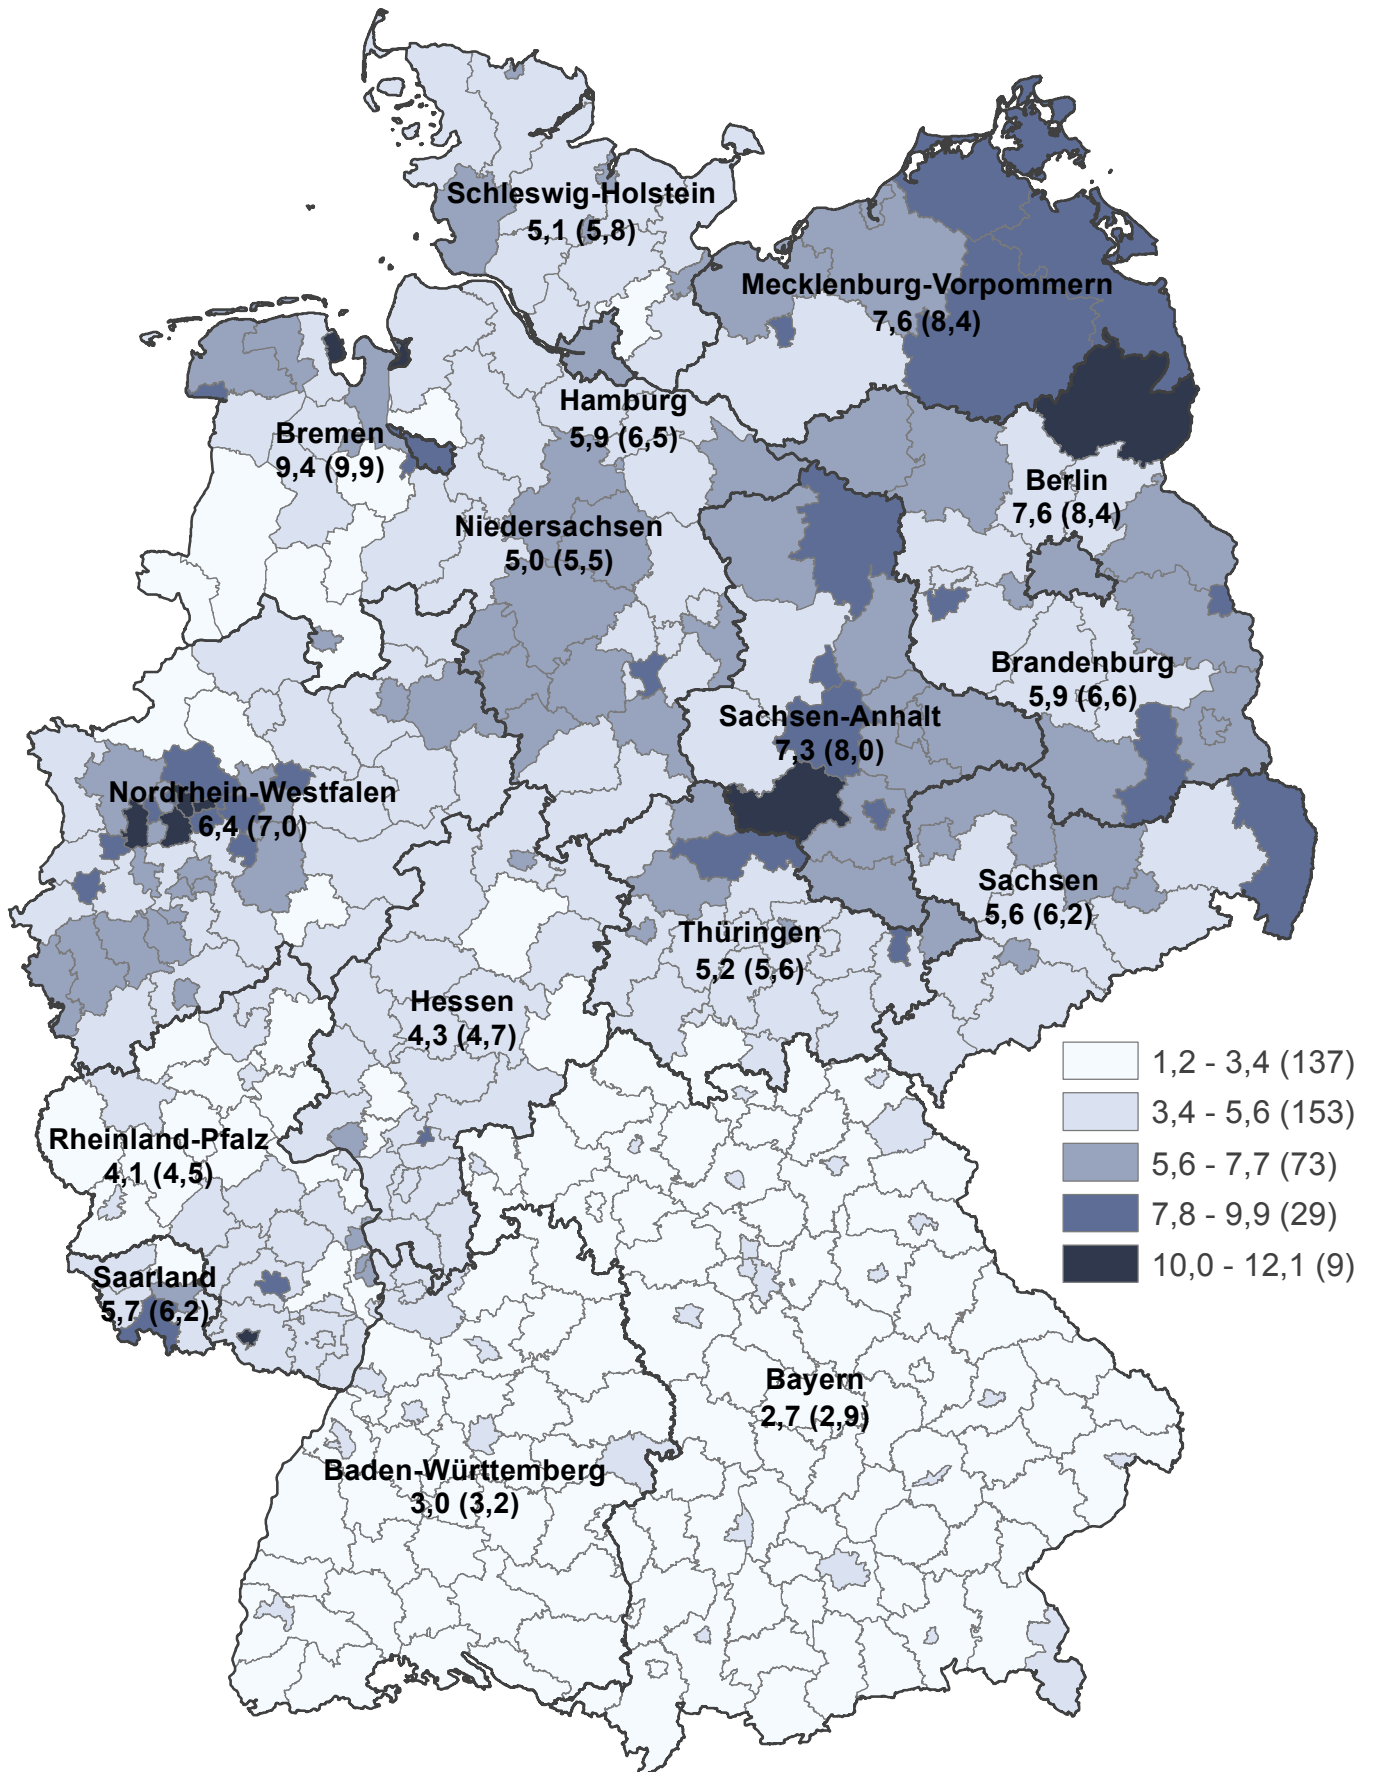 Schleswig-Holstein
5,1 (5,8)
Mecklenburg-Vorpommern
7,6 (8,4)
Hamburg
5,9 (6,5)
Bremen
9,4 (9,9)
Berlin
7,6 (8,4)
Niedersachsen
5,0 (5,5)
Brandenburg
5,9 (6,6)
Sachsen-Anhalt
7,3 (8,0)
Nordrhein-Westfalen
6,4 (7,0)
Sachsen
5,6 (6,2)
Thüringen
5,2 (5,6)
Hessen
4,3 (4,7)
Rheinland-Pfalz
4,1 (4,5)
Saarland
5,7 (6,2)
Bayern
2,7 (2,9)
Baden-Württemberg
3,0 (3,2)
1,2 - 3,4 (137)
3,4 - 5,6 (153)
5,6 - 7,7 (73)
7,8 - 9,9 (29)
10,0 - 12,1 (9)